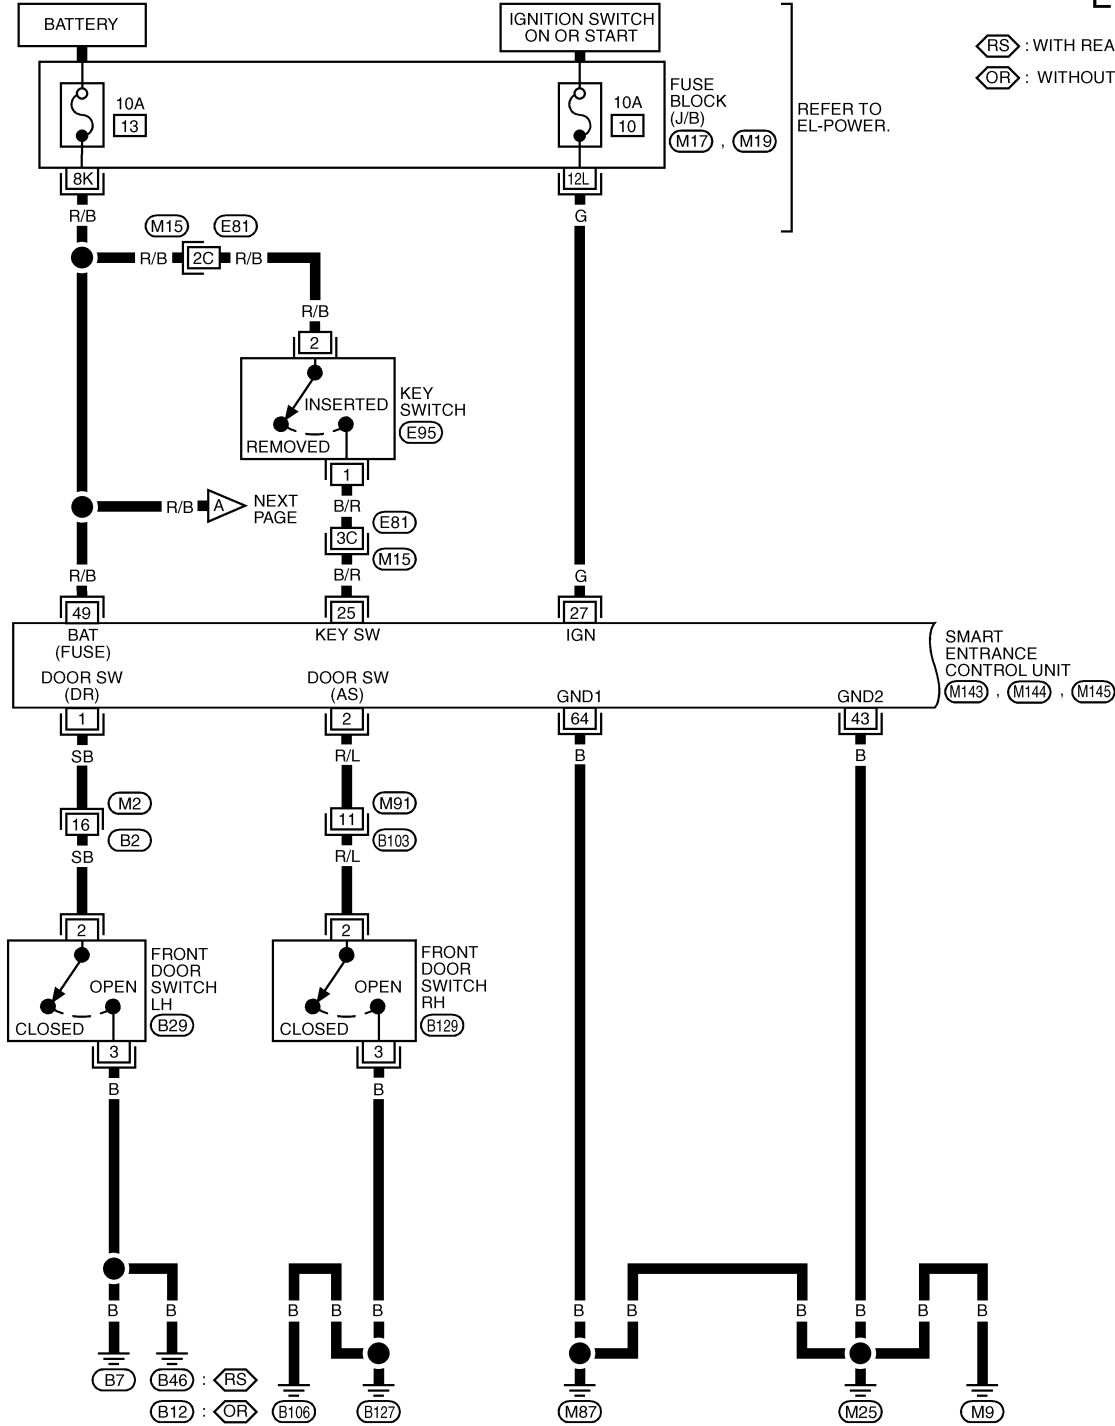 BATTERY
IGNITION SWITCH
ON OR START
RS : WITH REA
OR : WITHOUT
10A
13
10A
10
FUSE
BLOCK
(J/B)
M17 , M19
REFER TO
EL-POWER.
8K
12L
R/B
G
M15 E81
R/B 2C R/B
R/B
2
INSERTED
REMOVED
KEY
SWITCH
E95
1
R/B A NEXT
PAGE
B/R
E81
3C
M15
R/B
B/R
G
49
25
27
BAT
(FUSE)
KEY SW
IGN
SMART
ENTRANCE
CONTROL UNIT
M143 , M144 , M145
DOOR SW
(DR)
DOOR SW
(AS)
GND1
GND2
1
2
64
43
SB
R/L
B
B
M2
16
B2
M91
11
B103
SB
R/L
2
2
OPEN
CLOSED
FRONT
DOOR
SWITCH
LH
B29
OPEN
CLOSED
FRONT
DOOR
SWITCH
RH
B129
3
3
B
B
B B B B B B B B B B B
B7 B46 : RS
B12 : OR B106 B127 M87 M25 M9